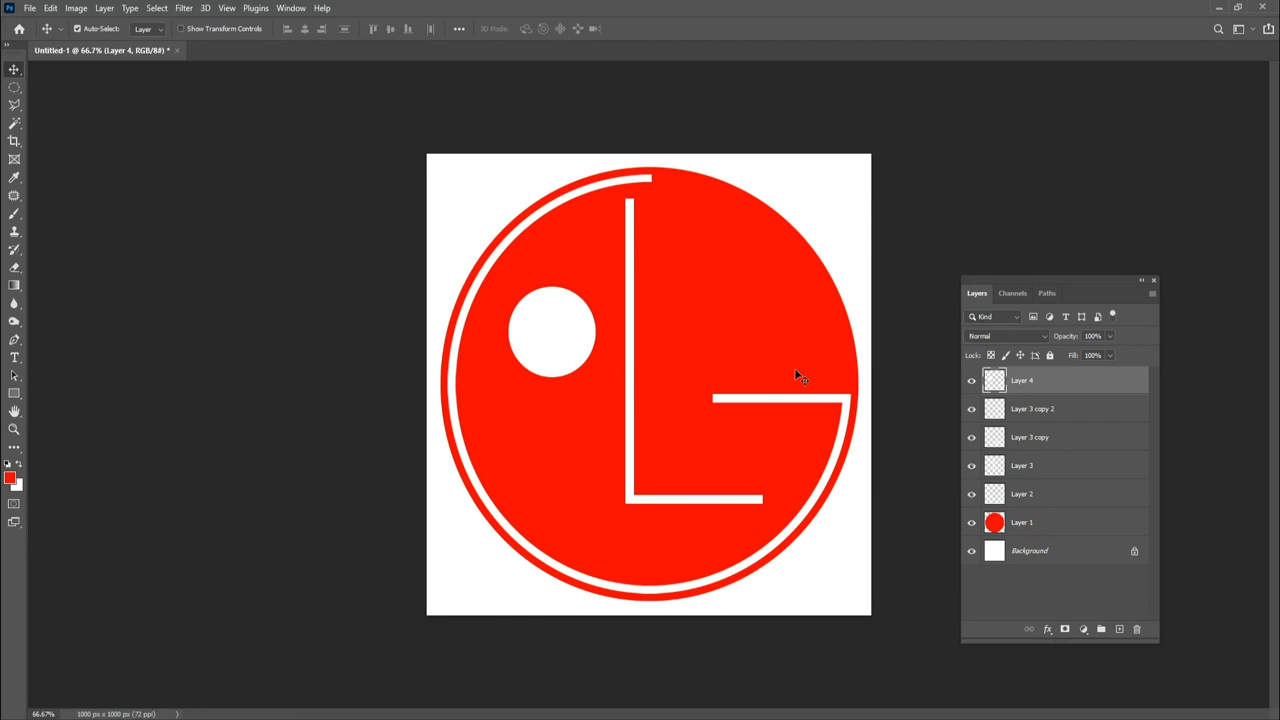 Ps File Edit Image Layer Type Select Filter 3D View Plugins Window Help
Auto-Select: Layer Show Transform Controls 3D Mode:
Untitled-1 @ 66.7% (Layer 4, RGB/8#) *
Layers Channels Paths
Kind
Normal Opacity: 100%
Lock: Fill: 100%
Layer 4
Layer 3 copy 2
Layer 3 copy
Layer 3
Layer 2
Layer 1
Background
66.67% 1000 px x 1000 px (72 ppi)